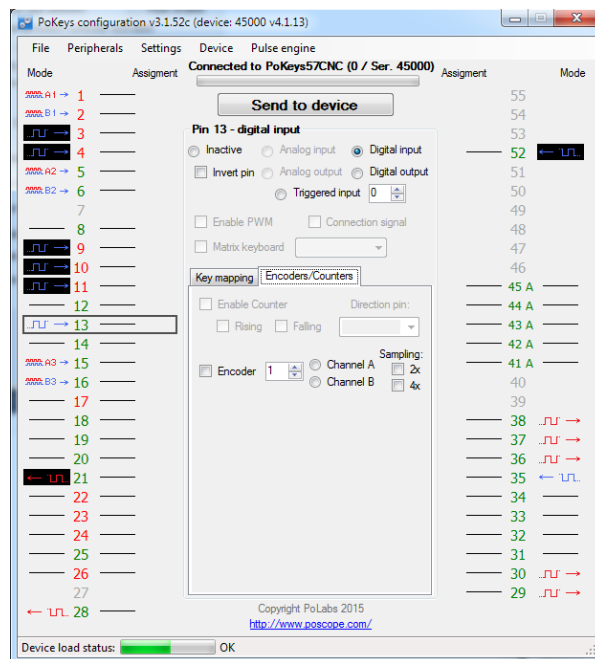 PoKeys configuration v3.1.52c (device: 45000 v4.1.13)
File Peripherals Settings Device Pulse engine
Mode Assigment Connected to PoKeys57CNC (0 / Ser. 45000) Assigment Mode
Send to device
Pin 13 - digital input
Inactive Analog input Digital input
Invert pin Analog output Digital output
Triggered input 0
Enable PWM Connection signal
Matrix keyboard
Key mapping Encoders/Counters
Enable Counter Direction pin:
Rising Falling
Sampling:
Encoder 1 Channel A 2x
Channel B 4x
A1 1
B1 2
3
4
A2 5
B2 6
7
8
9
10
11
12
13
14
A3 15
B3 16
17
18
19
20
21
22
23
24
25
26
27
28
55
54
53
52
51
50
49
48
47
46
45 A
44 A
43 A
42 A
41 A
40
39
38
37
36
35
34
33
32
31
30
29
Copyright PoLabs 2015
http://www.poscope.com/
Device load status: OK